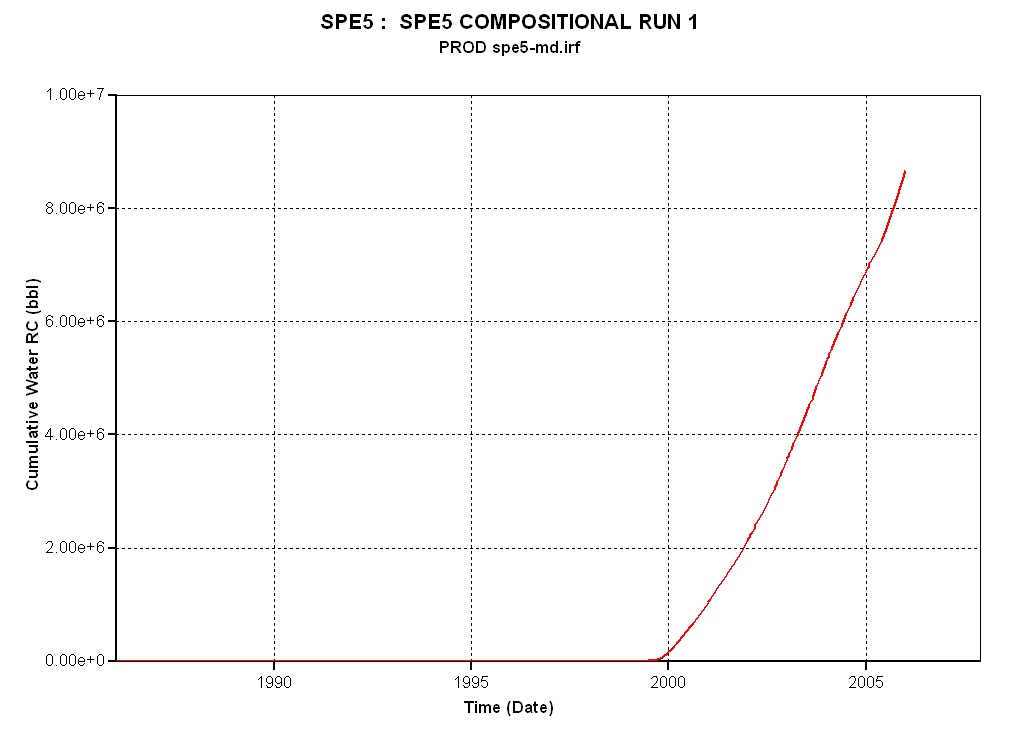 SPE5 : SPE5 COMPOSITIONAL RUN 1
PROD spe5-md.irf
1.00e+7
8.00e+6
6.00e+6
4.00e+6
2.00e+6
0.00e+0
Cumulative Water RC (bbl)
1990 1995 2000 2005
Time (Date)